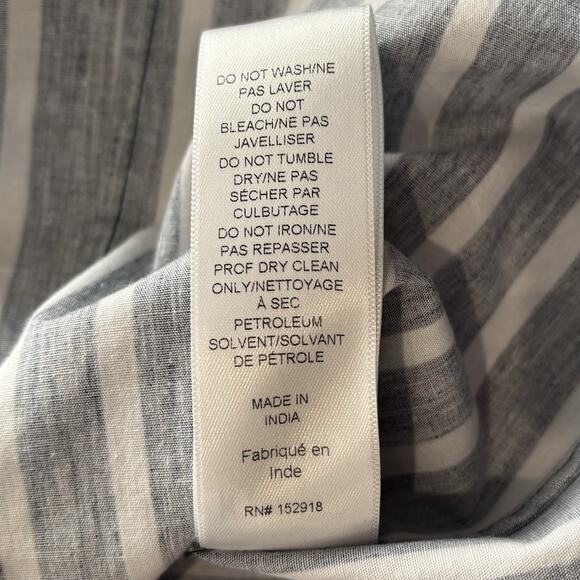 DO NOT WASH/NE
PAS LAVER
DO NOT
BLEACH/NE PAS
JAVELLISER
DO NOT TUMBLE
DRY/NE PAS
SÉCHER PAR
CULBUTAGE
DO NOT IRON/NE
PAS REPASSER
PROF DRY CLEAN
ONLY/NETTOYAGE
À SEC
PETROLEUM
SOLVENT/SOLVANT
DE PÉTROLE
MADE IN
INDIA
Fabriqué en
Inde
RN# 152918